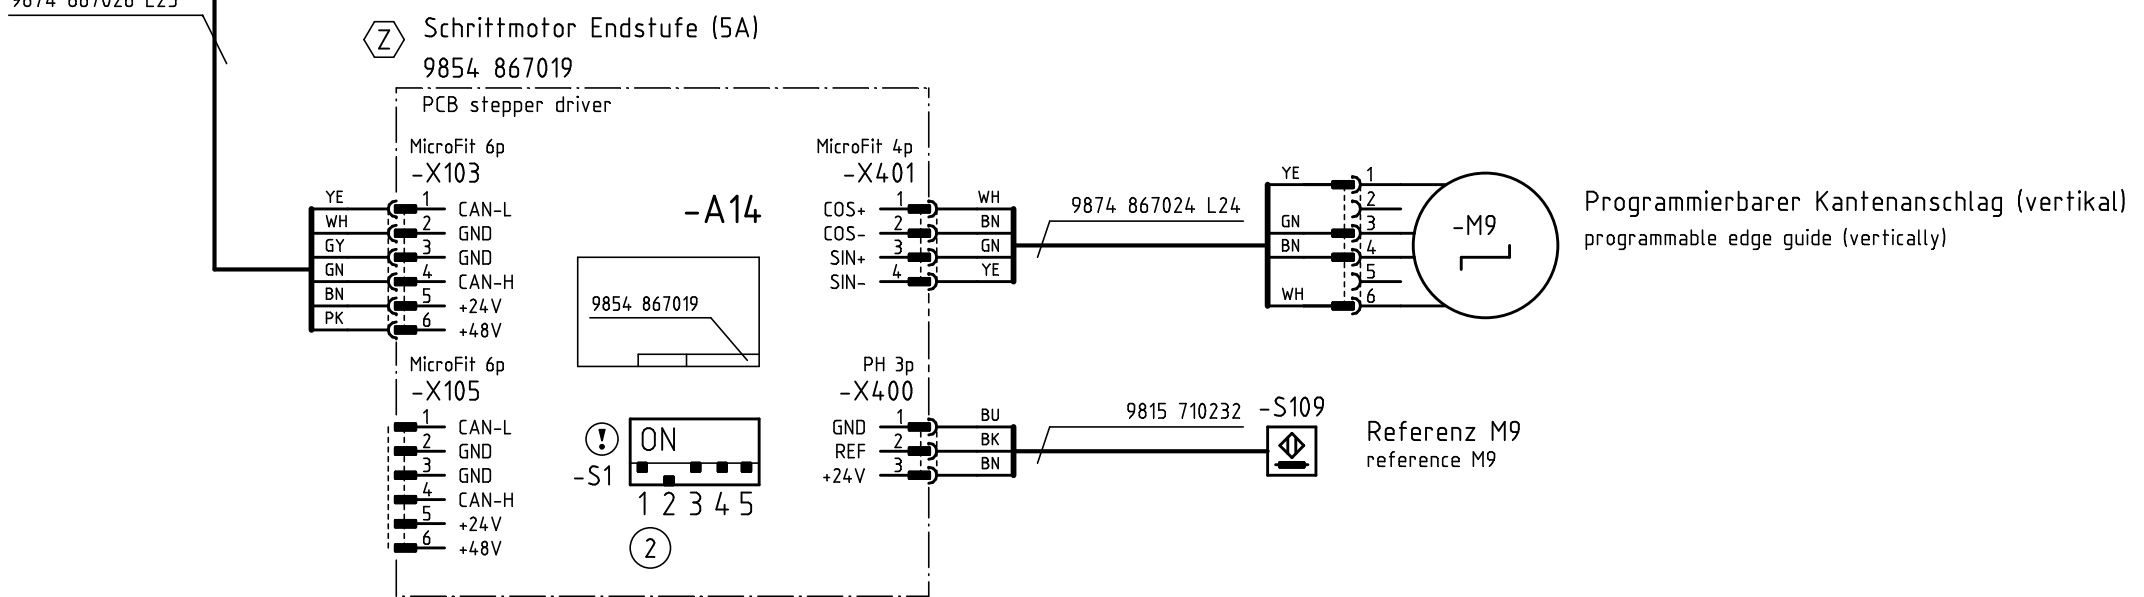 Z
Schrittmotor Endstufe (5A)
9854 867019
PCB stepper driver
MicroFit 6p
-X103
YE 1 CAN-L
WH 2 GND
GY 3 GND
GN 4 CAN-H
BN 5 +24V
PK 6 +48V
MicroFit 6p
-X105
1 CAN-L
2 GND
3 GND
4 CAN-H
5 +24V
6 +48V
-A14
9854 867019
! ON
-S1
1 2 3 4 5
2
MicroFit 4p
-X401
COS+ 1 WH
COS- 2 BN
SIN+ 3 GN
SIN- 4 YE
9874 867024 L24
YE 1
2
GN 3
BN 4
5
WH 6
-M9
Programmierbarer Kantenanschlag (vertikal)
programmable edge guide (vertically)
PH 3p
-X400
GND 1 BU
REF 2 BK
+24V 3 BN
9815 710232
-S109
Referenz M9
reference M9